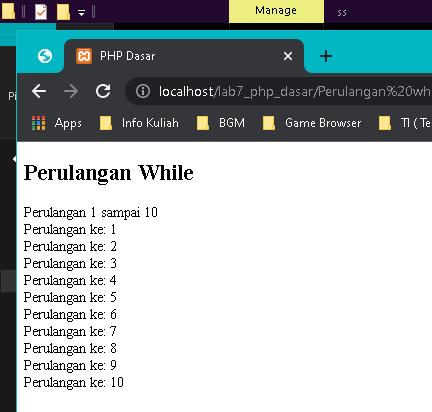 Manage
ss
PHP Dasar
localhost/lab7_php_dasar/Perulangan%20wh
Apps Info Kuliah BGM Game Browser TI ( Te
Perulangan While
Perulangan 1 sampai 10
Perulangan ke: 1
Perulangan ke: 2
Perulangan ke: 3
Perulangan ke: 4
Perulangan ke: 5
Perulangan ke: 6
Perulangan ke: 7
Perulangan ke: 8
Perulangan ke: 9
Perulangan ke: 10